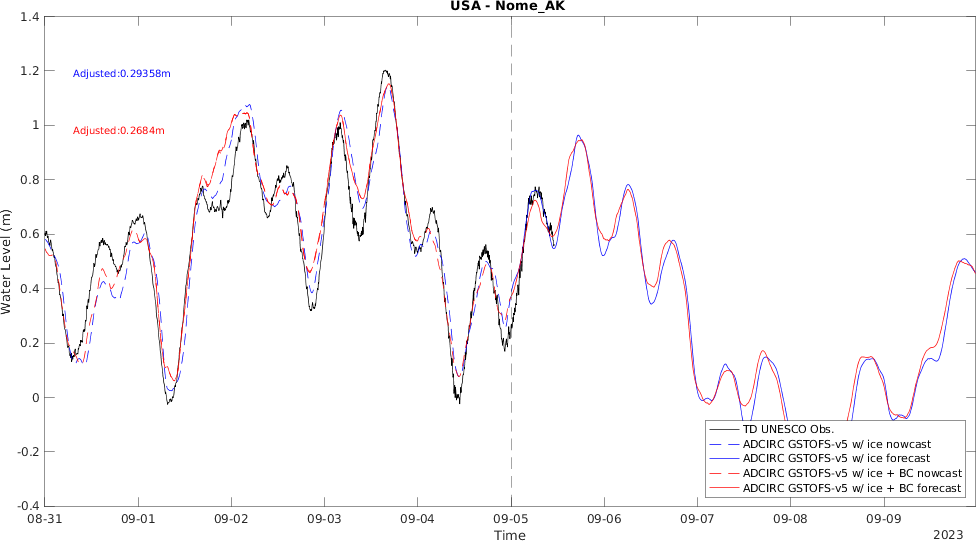 USA - Nome_AK
1.4
1.2
1
0.8
0.6
0.4
0.2
0
-0.2
-0.4
Water Level (m)
Adjusted:0.29358m
Adjusted:0.2684m
TD UNESCO Obs.
ADCIRC GSTOFS-v5 w/ ice nowcast
ADCIRC GSTOFS-v5 w/ ice forecast
ADCIRC GSTOFS-v5 w/ ice + BC nowcast
ADCIRC GSTOFS-v5 w/ ice + BC forecast
08-31 09-01 09-02 09-03 09-04 09-05 09-06 09-07 09-08 09-09
Time
2023